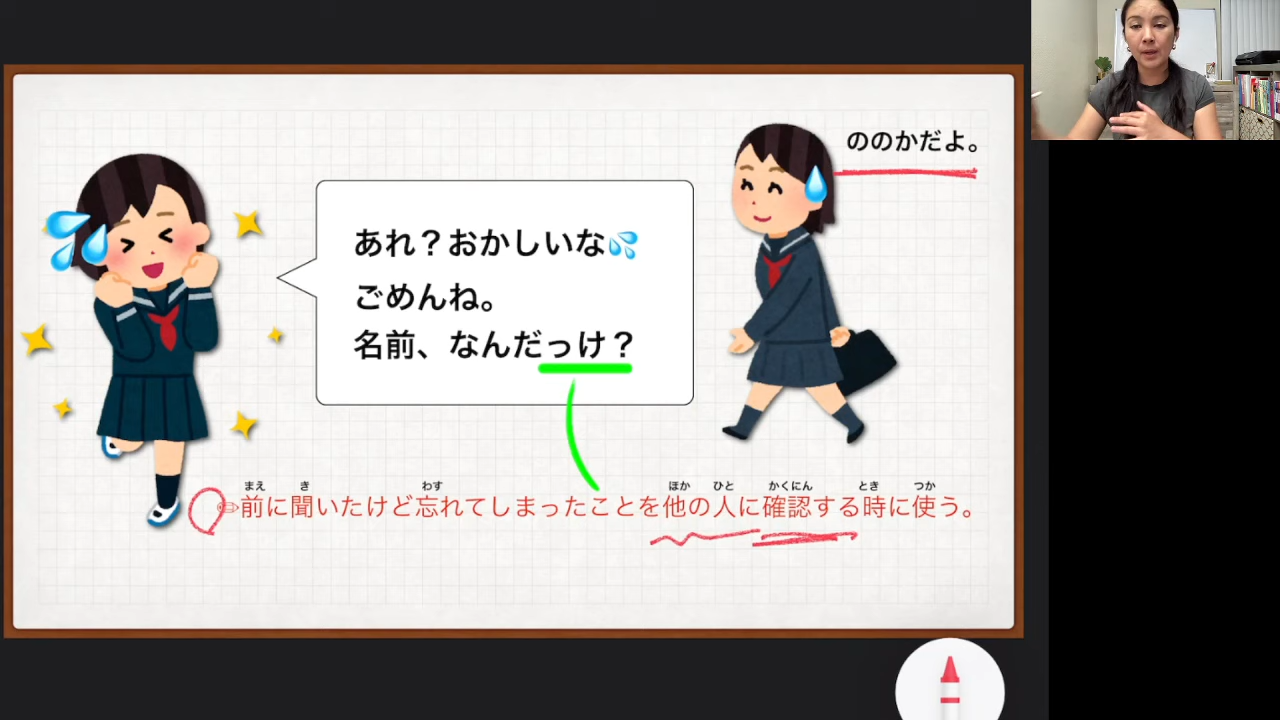 ののかだよ。
あれ？おかしいな💦
ごめんね。
名前、なんだっけ？
まえ き わす ほか ひと かくにん とき つか
✏前に聞いたけど忘れてしまったことを他の人に確認する時に使う。